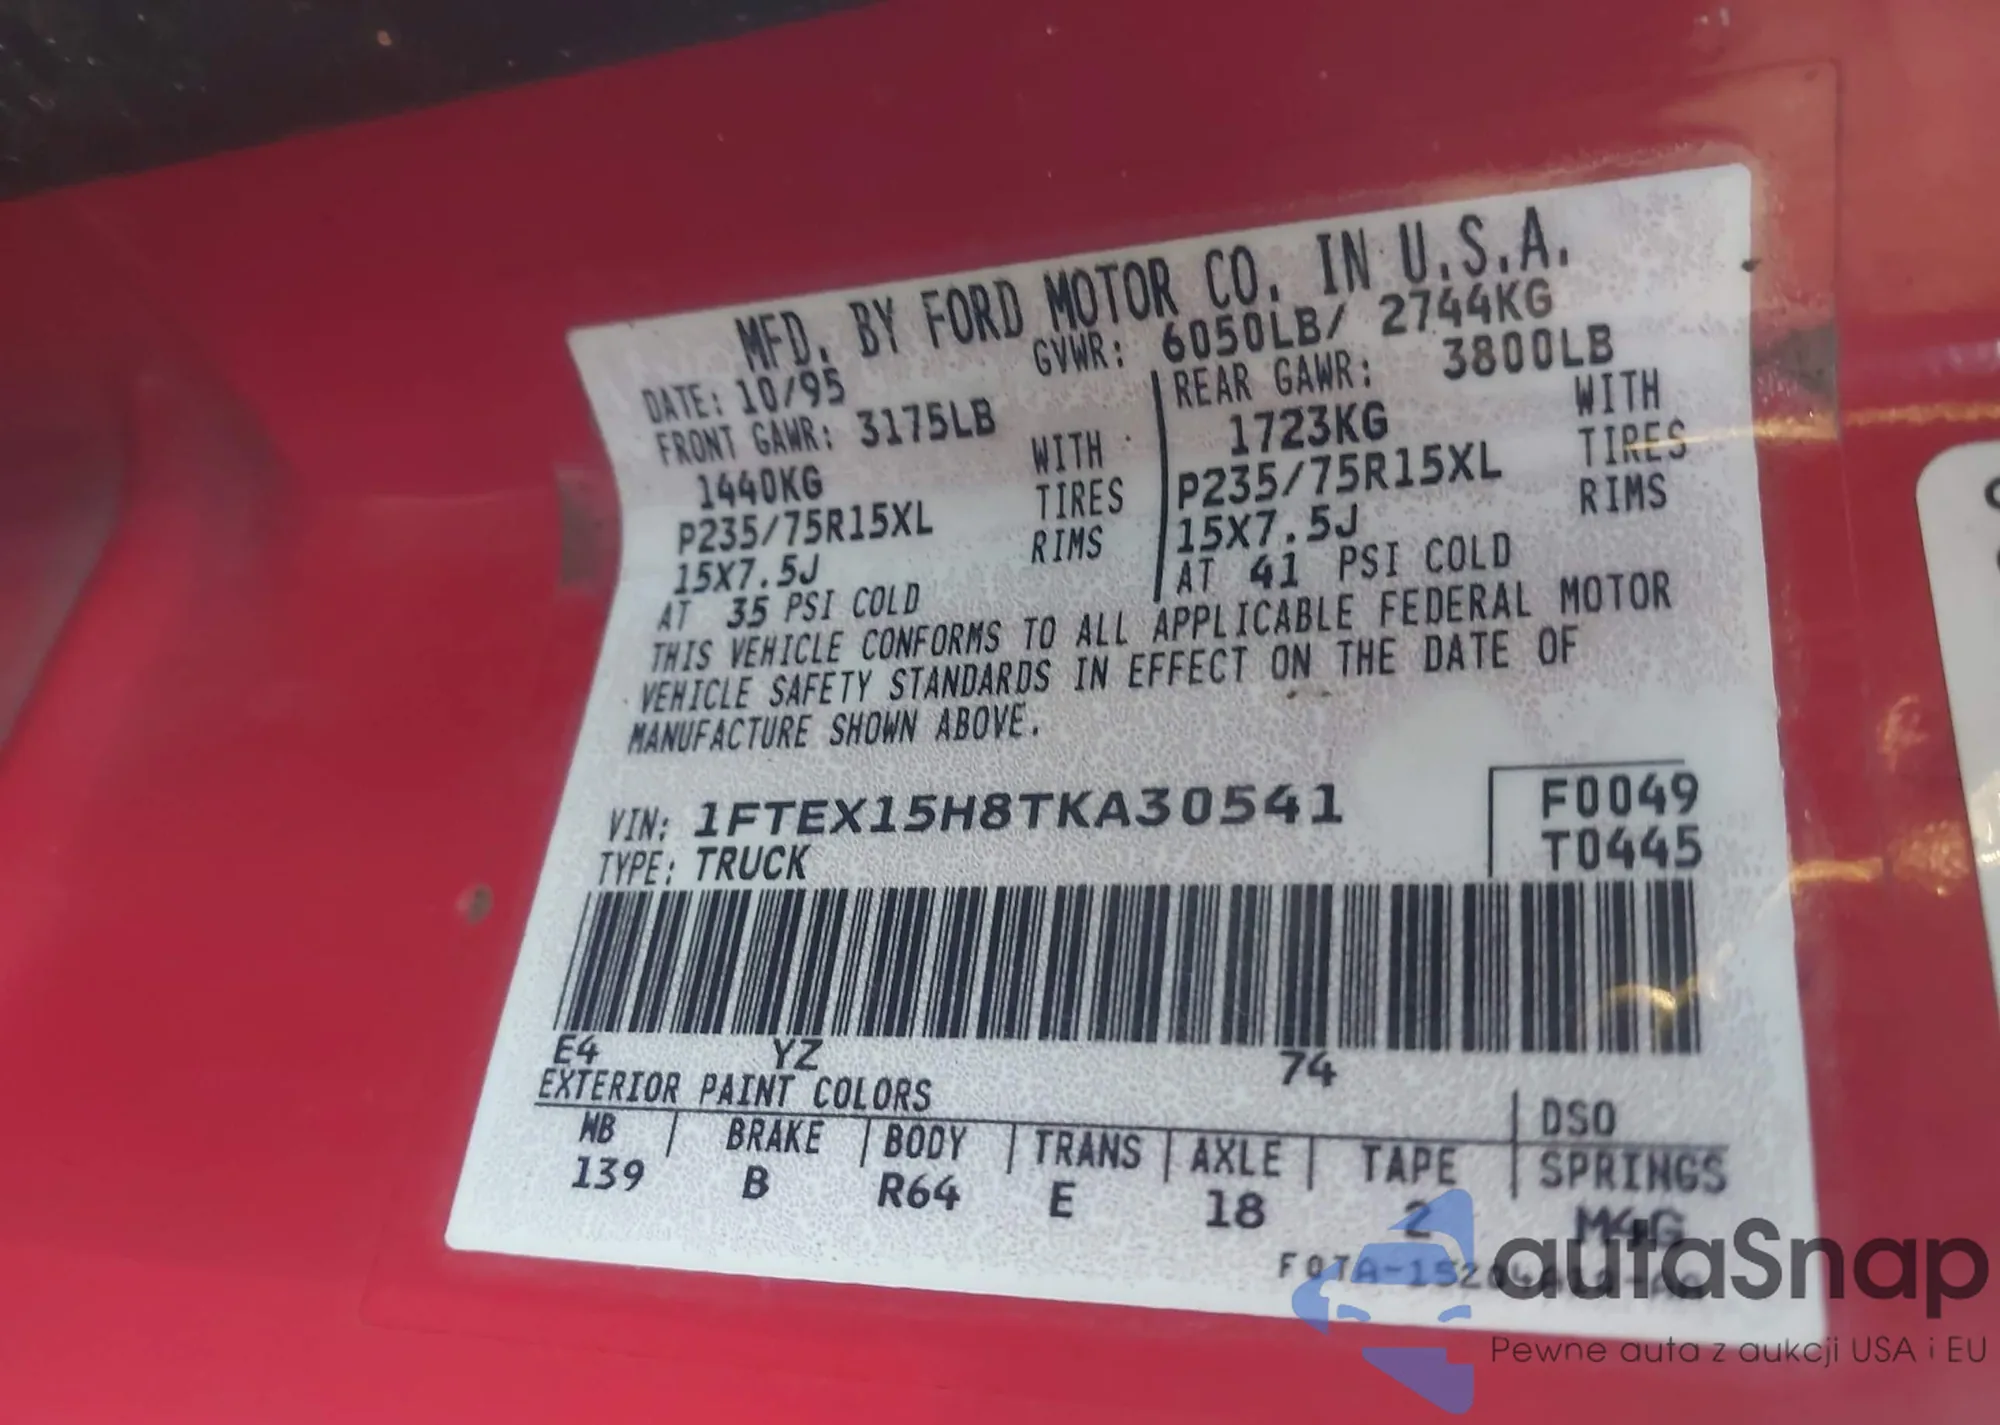 MFD. BY FORD MOTOR CO. IN U.S.A.
DATE: 10/95 GVWR: 6050LB/ 2744KG
FRONT GAWR: 3175LB REAR GAWR: 3800LB
1440KG WITH 1723KG WITH
P235/75R15XL TIRES P235/75R15XL TIRES
15X7.5J RIMS 15X7.5J RIMS
AT 35 PSI COLD AT 41 PSI COLD
THIS VEHICLE CONFORMS TO ALL APPLICABLE FEDERAL MOTOR
VEHICLE SAFETY STANDARDS IN EFFECT ON THE DATE OF
MANUFACTURE SHOWN ABOVE.
VIN: 1FTEX15H8TKA30541 F0049
TYPE: TRUCK T0445
E4 YZ 74
EXTERIOR PAINT COLORS DSO
WB BRAKE BODY TRANS AXLE TAPE SPRINGS
139 B R64 E 18 2 M4G
autaSnap
Pewne auta z aukcji USA i EU